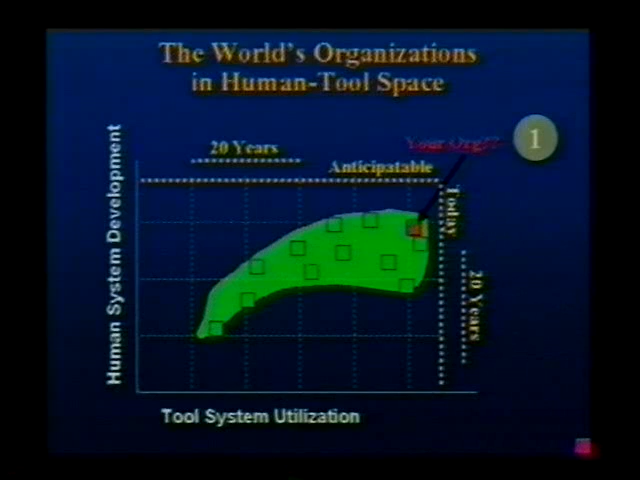 The World's Organizations
in Human-Tool Space
20 Years
Your Org??
1
Anticipatable
Today
20 Years
Human System Development
Tool System Utilization